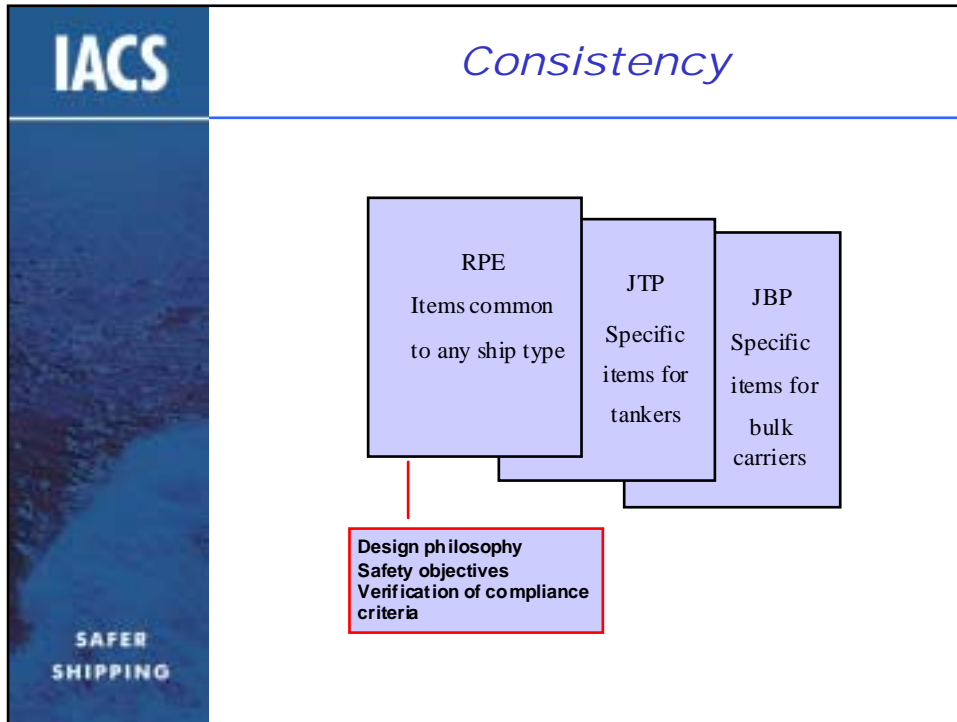 IACS
Consistency
RPE
Items common
to any ship type
JTP
Specific
items for
tankers
JBP
Specific
items for
bulk
carriers
Design philosophy
Safety objectives
Verification of compliance
criteria
SAFER
SHIPPING